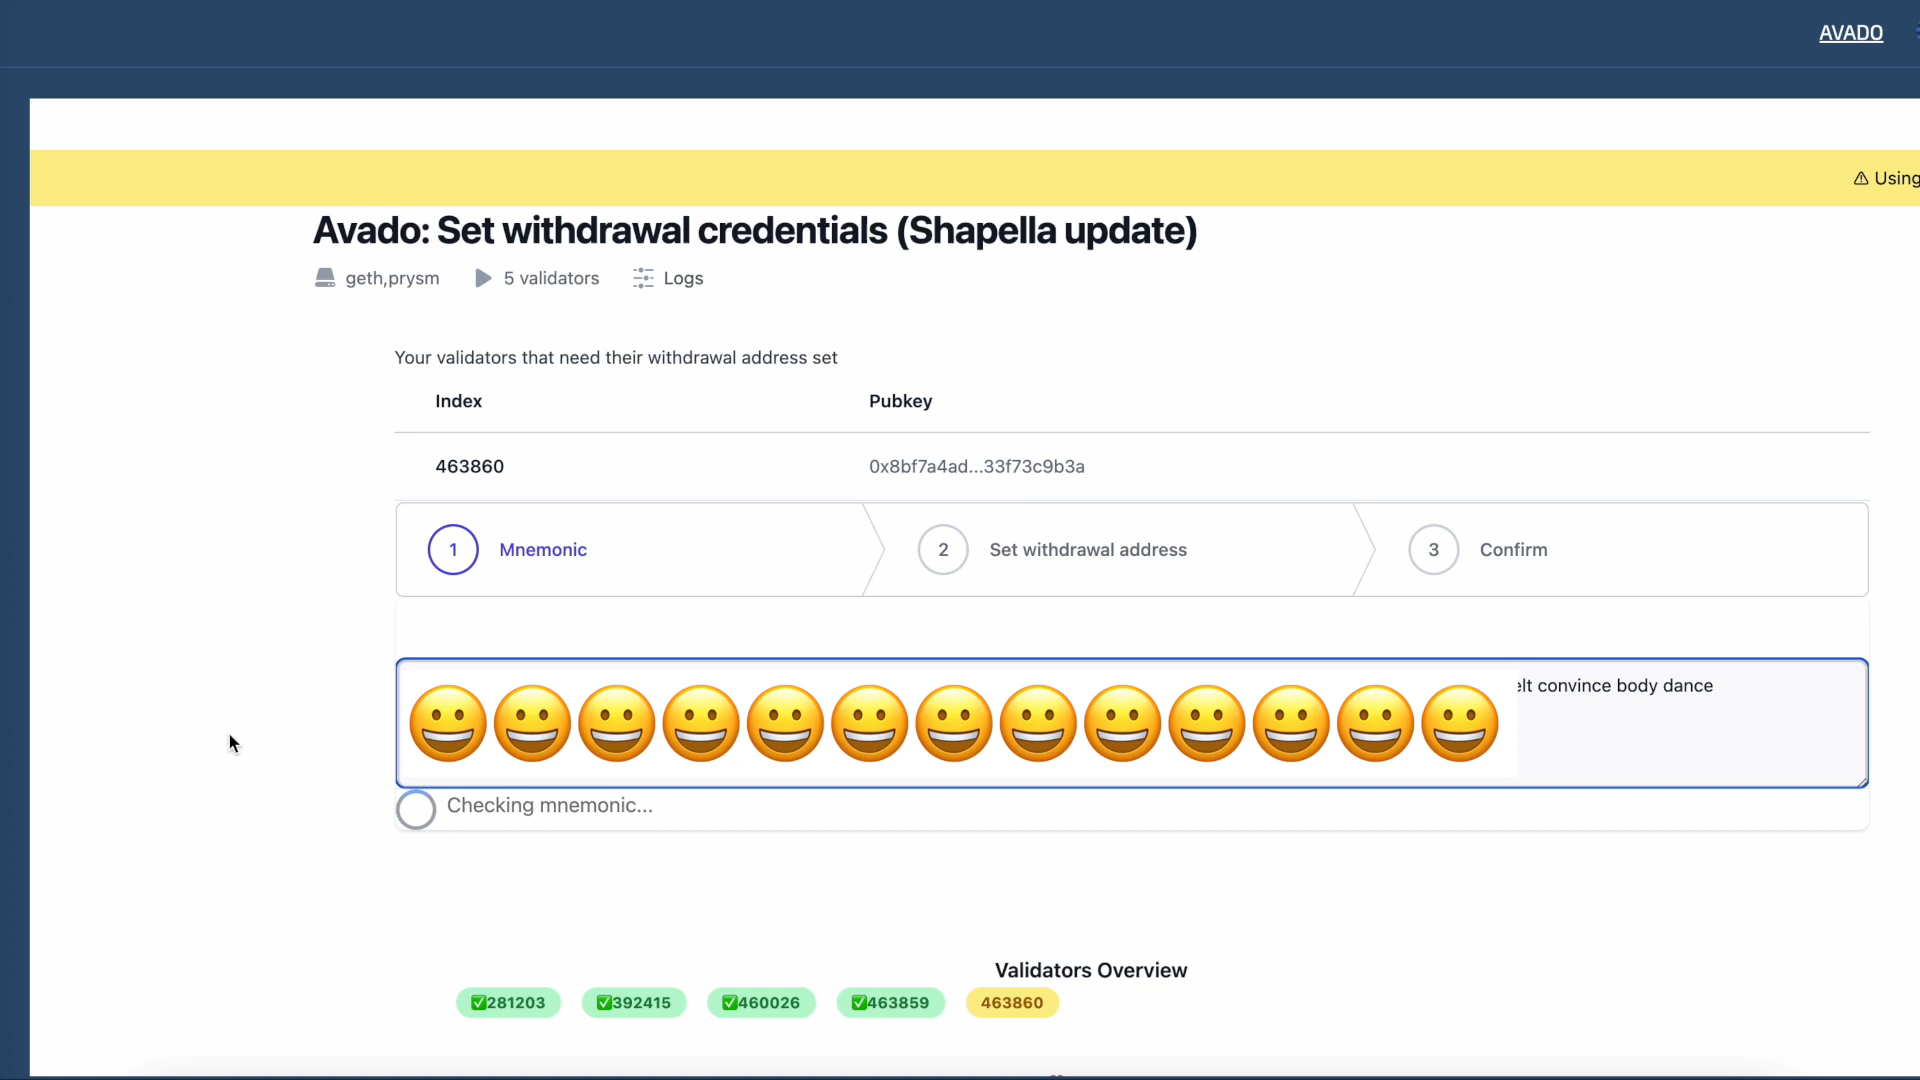 AVADO
⚠ Using
Avado: Set withdrawal credentials (Shapella update)
geth,prysm 5 validators Logs
Your validators that need their withdrawal address set
Index Pubkey
463860 0x8bf7a4ad...33f73c9b3a
1 Mnemonic 2 Set withdrawal address 3 Confirm
convince body dance
Checking mnemonic...
Validators Overview
✅281203 ✅392415 ✅460026 ✅463859 463860